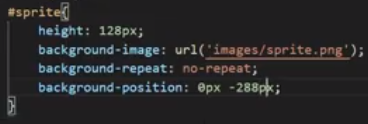 #sprite{
height: 128px;
background-image: url('images/sprite.png');
background-repeat: no-repeat;
background-position: 0px -288px;
}